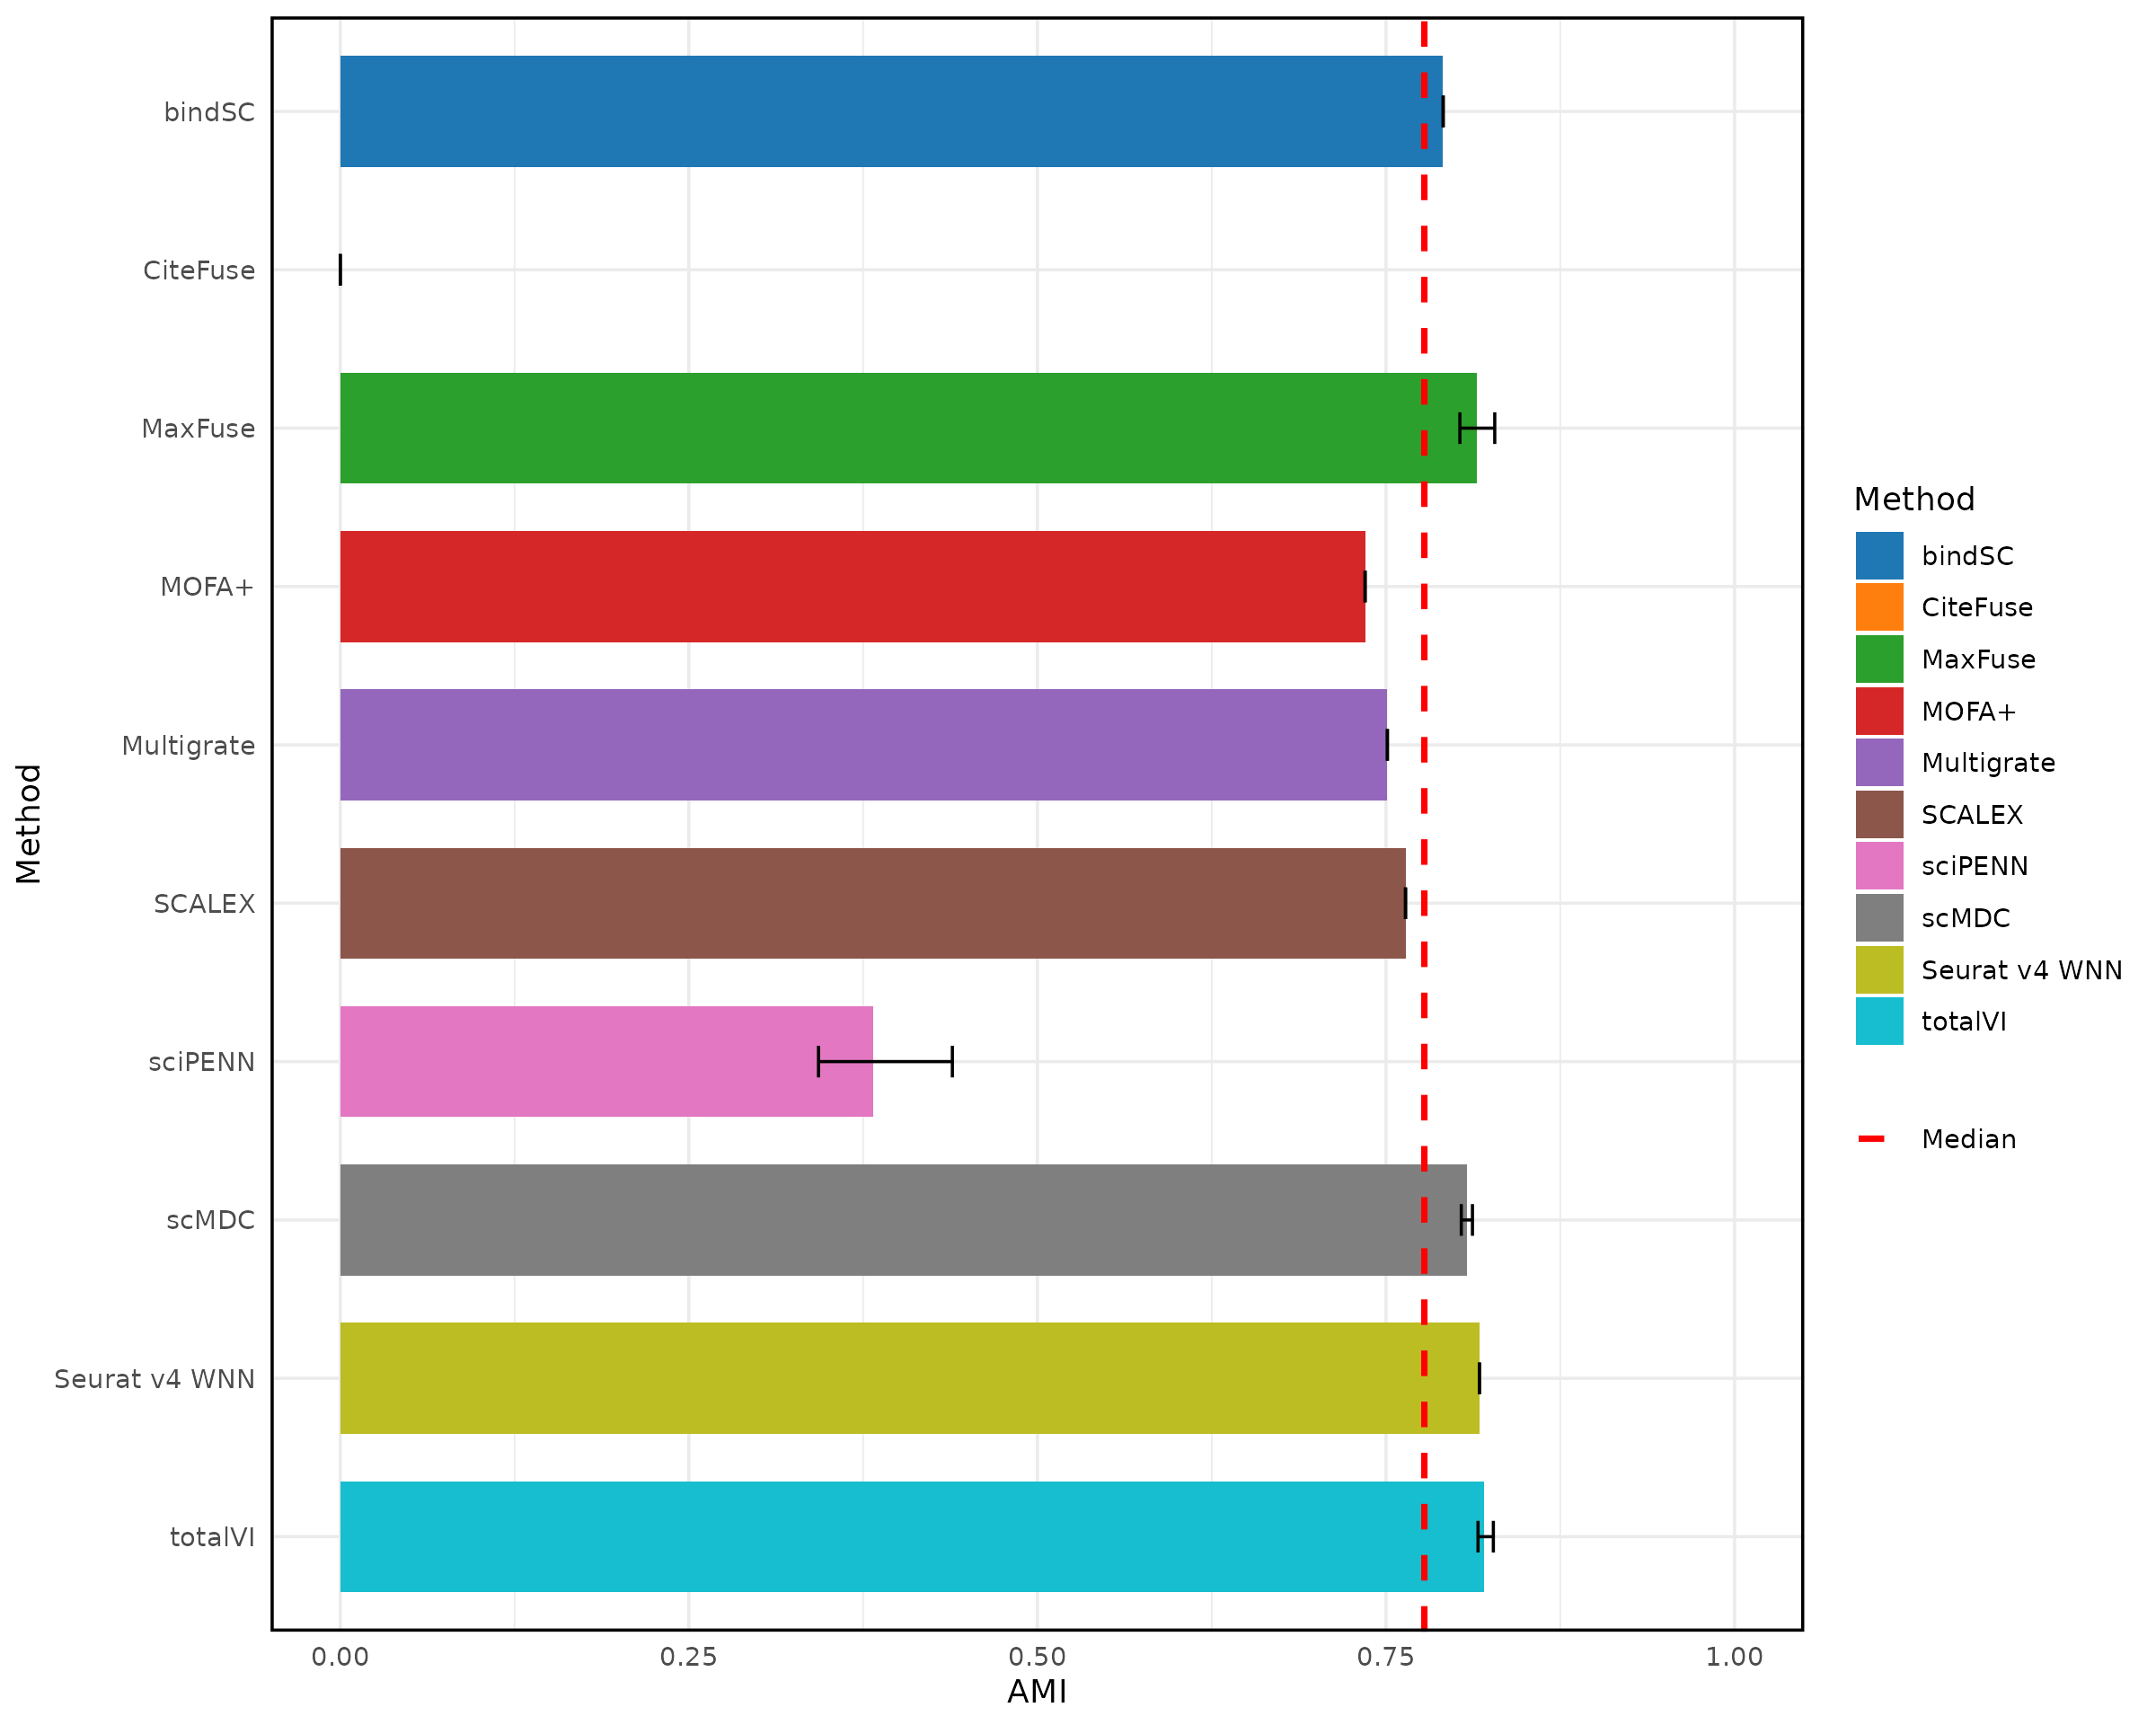 Method
bindSC
CiteFuse
MaxFuse
MOFA+
Multigrate
SCALEX
sciPENN
scMDC
Seurat v4 WNN
totalVI
0.00 0.25 0.50 0.75 1.00
AMI
Method
bindSC
CiteFuse
MaxFuse
MOFA+
Multigrate
SCALEX
sciPENN
scMDC
Seurat v4 WNN
totalVI
Median